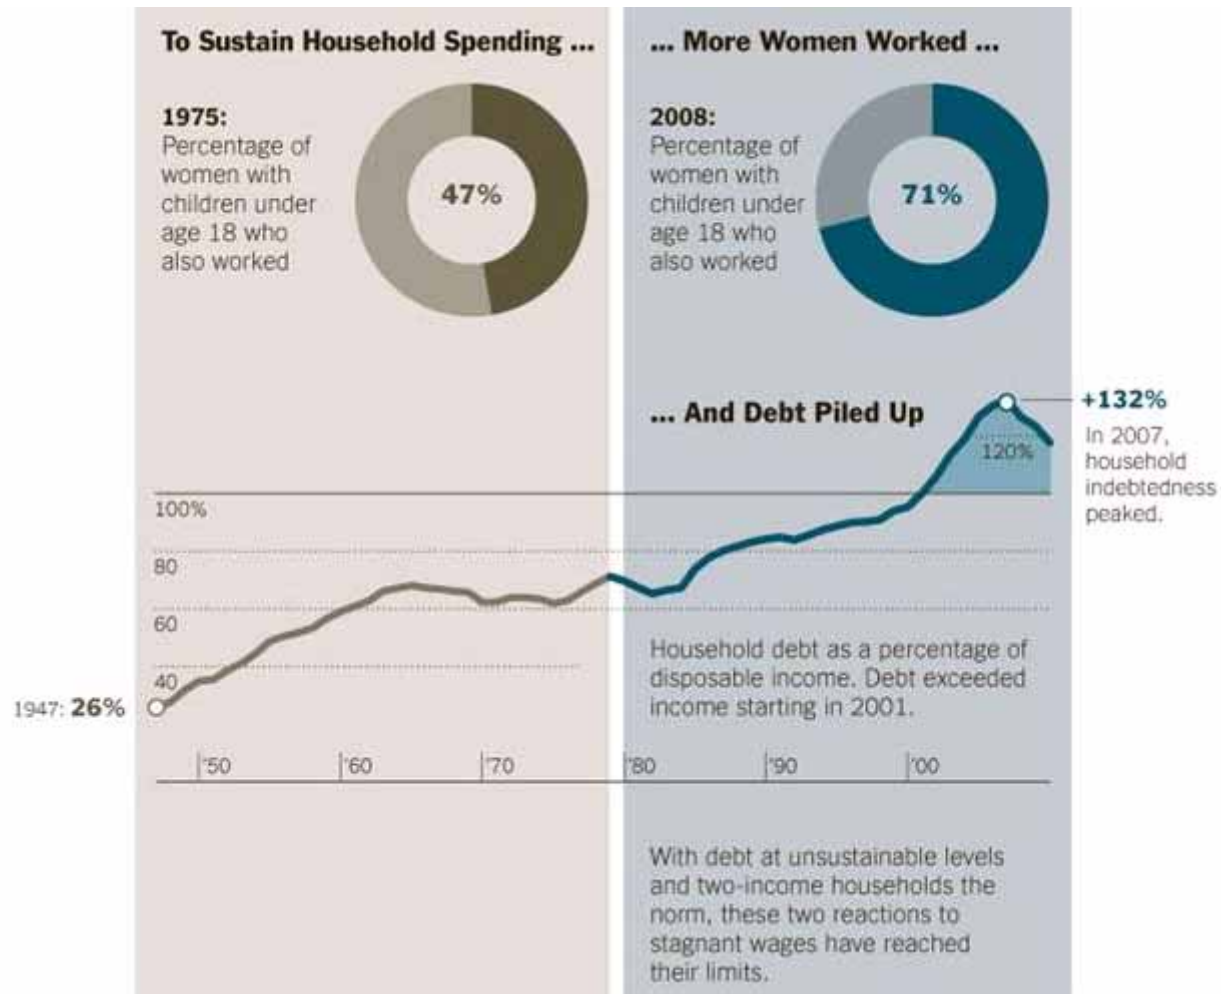 To Sustain Household Spending ...
1975:
Percentage of
women with
children under
age 18 who
also worked
47%
... More Women Worked ...
2008:
Percentage of
women with
children under
age 18 who
also worked
71%
... And Debt Piled Up
+132%
In 2007,
household
indebtedness
peaked.
120%
100%
80
60
40
1947: 26%
Household debt as a percentage of
disposable income. Debt exceeded
income starting in 2001.
'50 '60 '70 '80 '90 '00
With debt at unsustainable levels
and two-income households the
norm, these two reactions to
stagnant wages have reached
their limits.